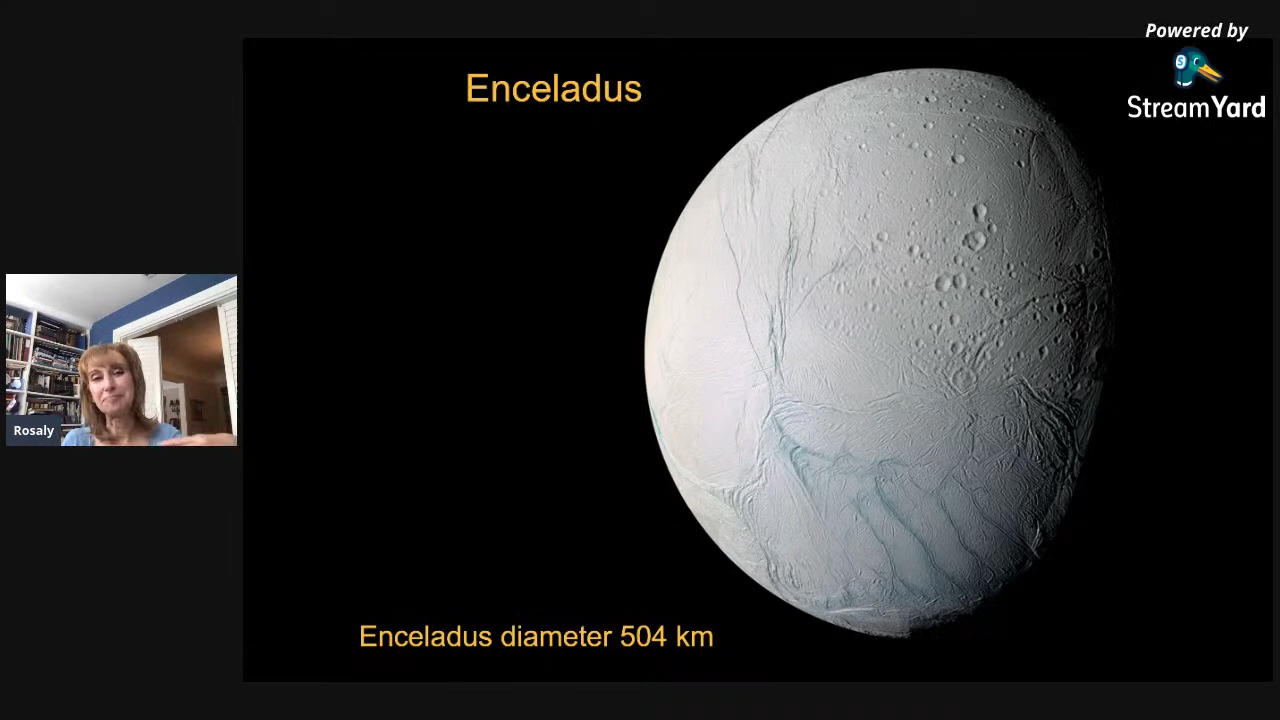 Powered by
StreamYard
Enceladus
Rosaly
Enceladus diameter 504 km